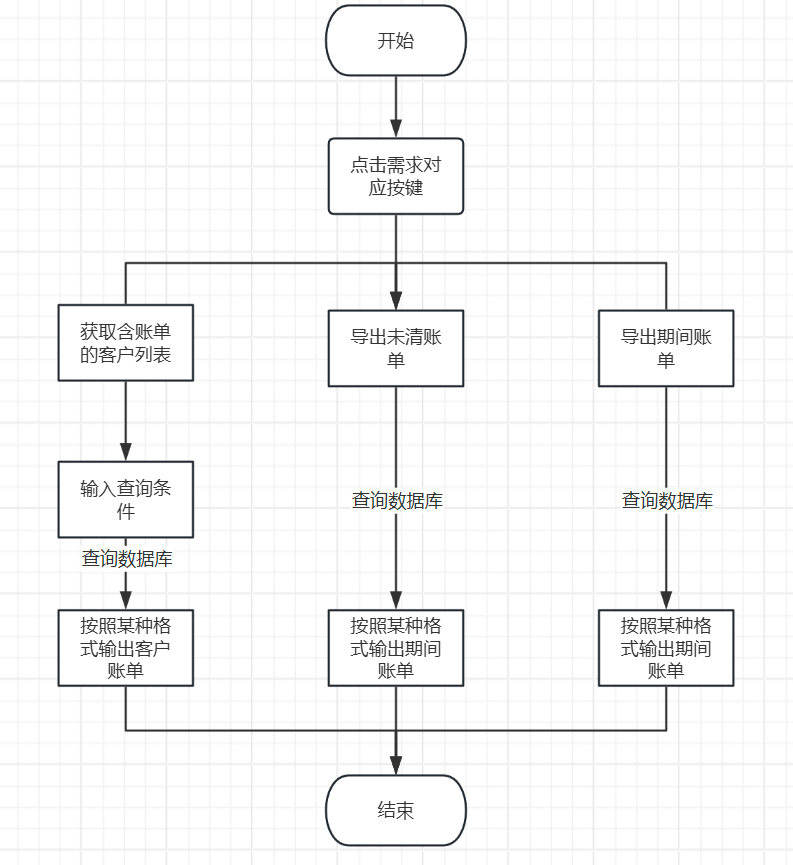 开始
点击需求对
应按键
获取含账单
的客户列表
导出未清账
单
导出期间账
单
输入查询条
件
查询数据库
查询数据库
查询数据库
按照某种格
式输出客户
账单
按照某种格
式输出期间
账单
按照某种格
式输出期间
账单
结束